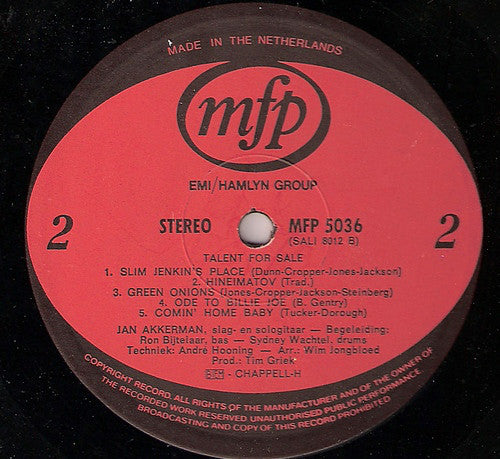 MADE IN THE NETHERLANDS
mfp
EMI/HAMLYN GROUP
2
STEREO
MFP 5036
(SALI 8012 B)
2
TALENT FOR SALE
1. SLIM JENKIN'S PLACE (Dunn-Cropper-Jones-Jackson)
2. HINEIMATOV (Trad.)
3. GREEN ONIONS (Jones-Cropper-Jackson-Steinberg)
4. ODE TO BILLIE JOE (B. Gentry)
5. COMIN' HOME BABY (Tucker-Dorough)
JAN AKKERMAN, slag- en sologitaar — Begeleiding:
Ron Bijtelaar, bas — Sydney Wachtel, drums
Techniek: André Hooning — Arr.: Wim Jongbloed
Prod.: Tim Griek
- CHAPPELL-H
COPYRIGHT RECORD. ALL RIGHTS OF THE MANUFACTURER AND OF THE OWNER OF
THE RECORDED WORK RESERVED UNAUTHORISED PUBLIC PERFORMANCE
BROADCASTING AND COPY OF THIS RECORD PROHIBITED